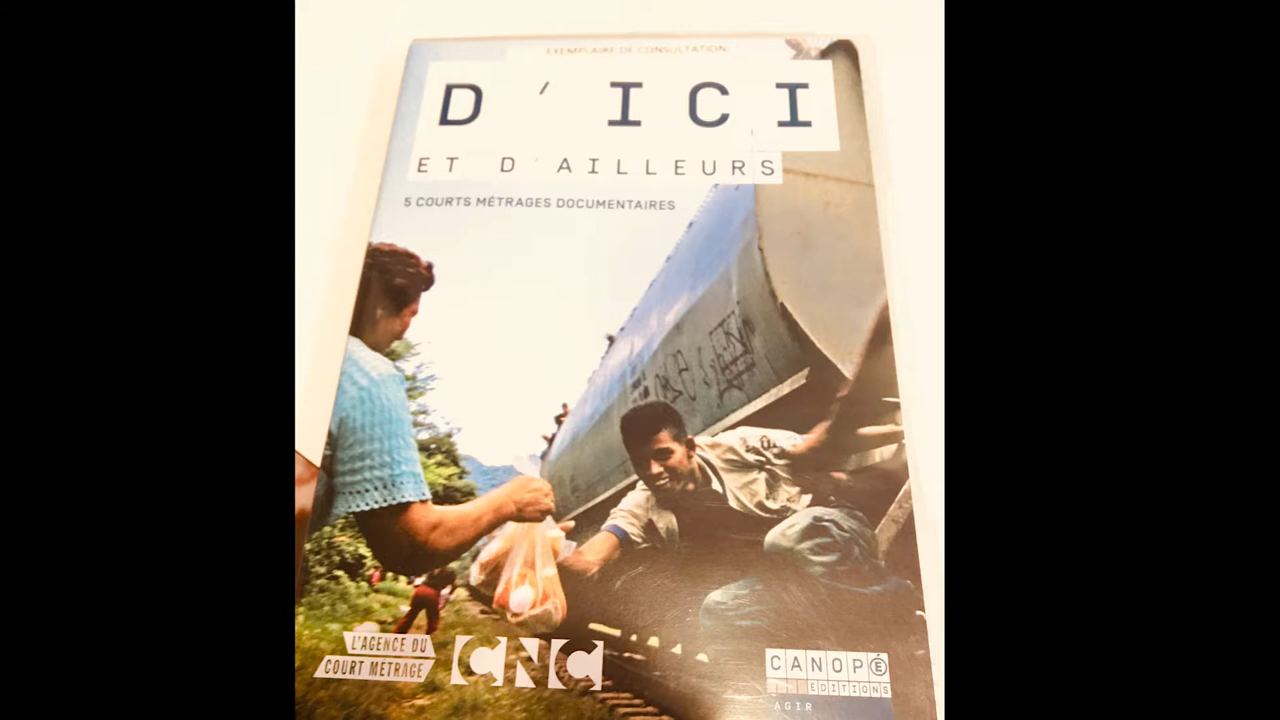 EXEMPLAIRE DE CONSULTATION
D'ICI
ET D'AILLEURS
5 COURTS MÉTRAGES DOCUMENTAIRES
L'AGENCE DU
COURT MÉTRAGE
CNC
CANOPÉ
ÉDITIONS
AGIR